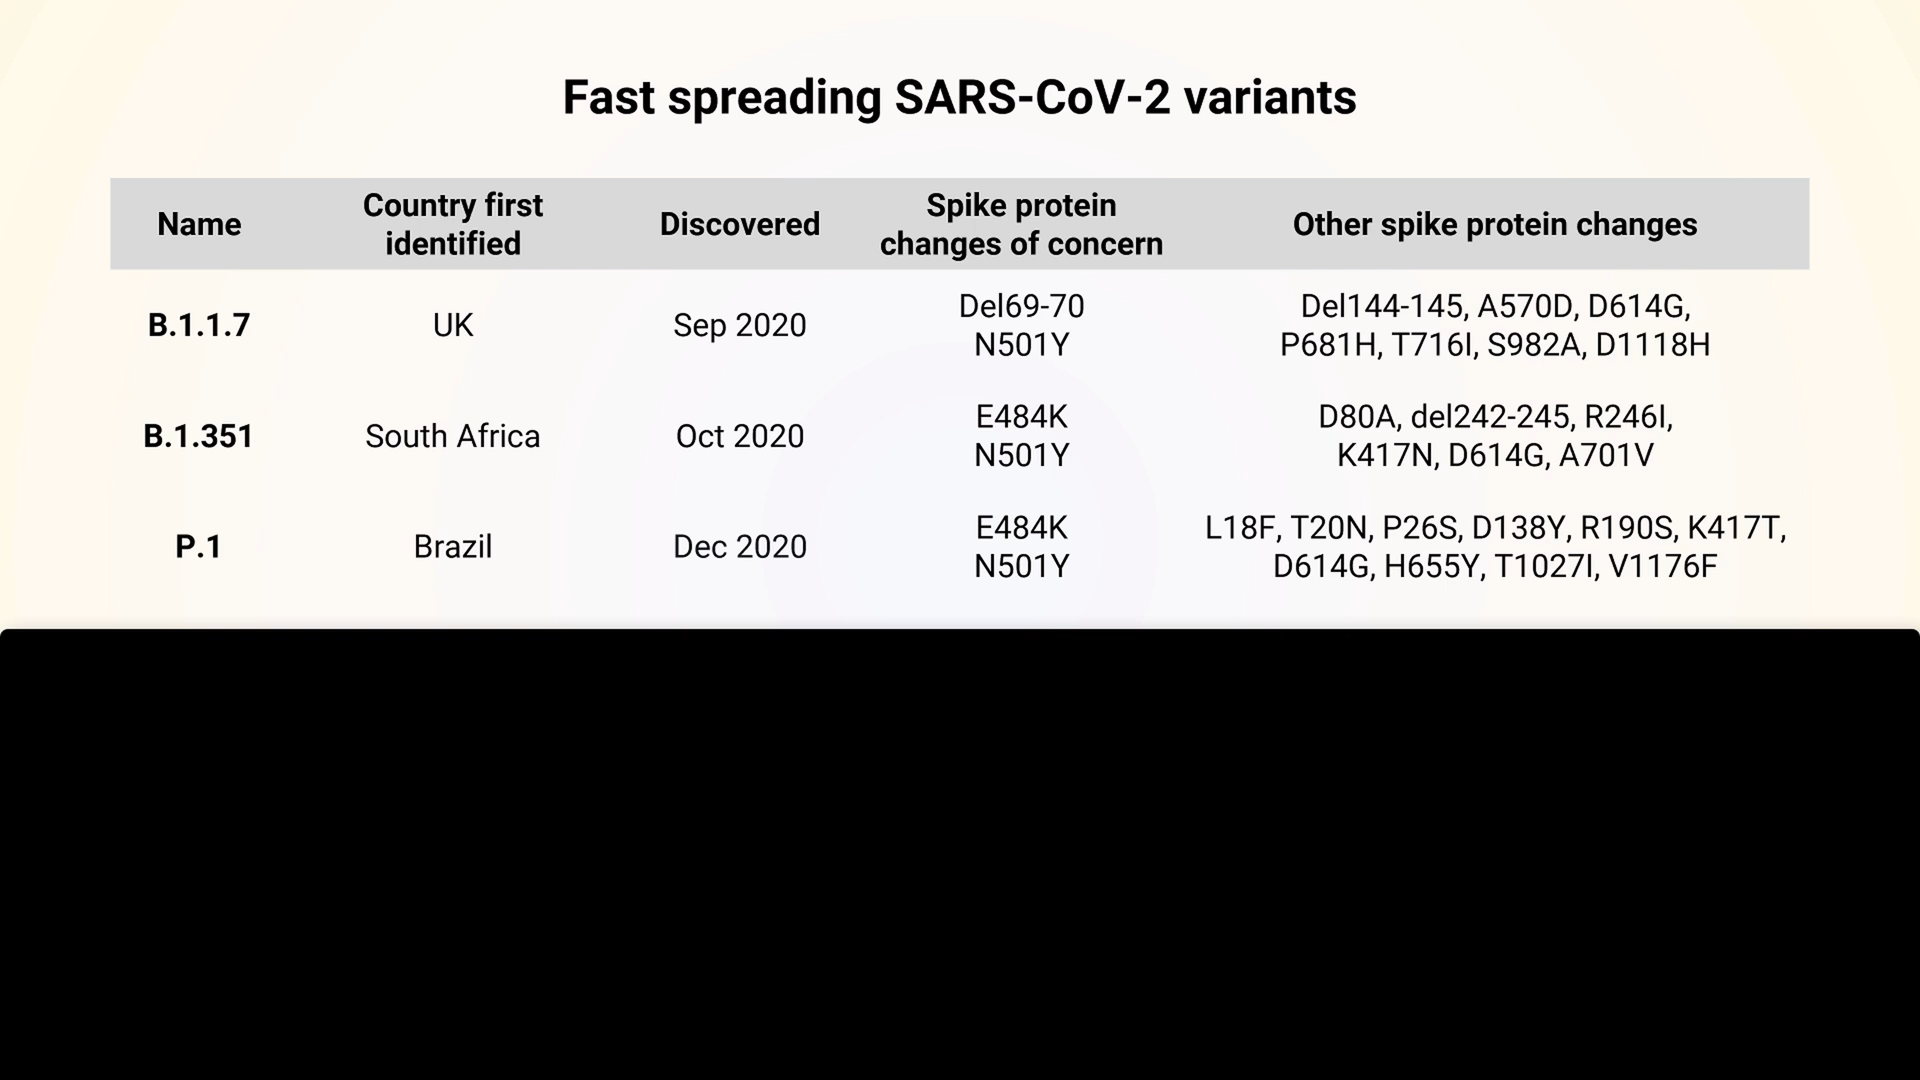 Fast spreading SARS-CoV-2 variants
Name
Country first
identified
Discovered
Spike protein
changes of concern
Other spike protein changes
B.1.1.7
UK
Sep 2020
Del69-70
N501Y
Del144-145, A570D, D614G,
P681H, T716I, S982A, D1118H
B.1.351
South Africa
Oct 2020
E484K
N501Y
D80A, del242-245, R246I,
K417N, D614G, A701V
P.1
Brazil
Dec 2020
E484K
N501Y
L18F, T20N, P26S, D138Y, R190S, K417T,
D614G, H655Y, T1027I, V1176F